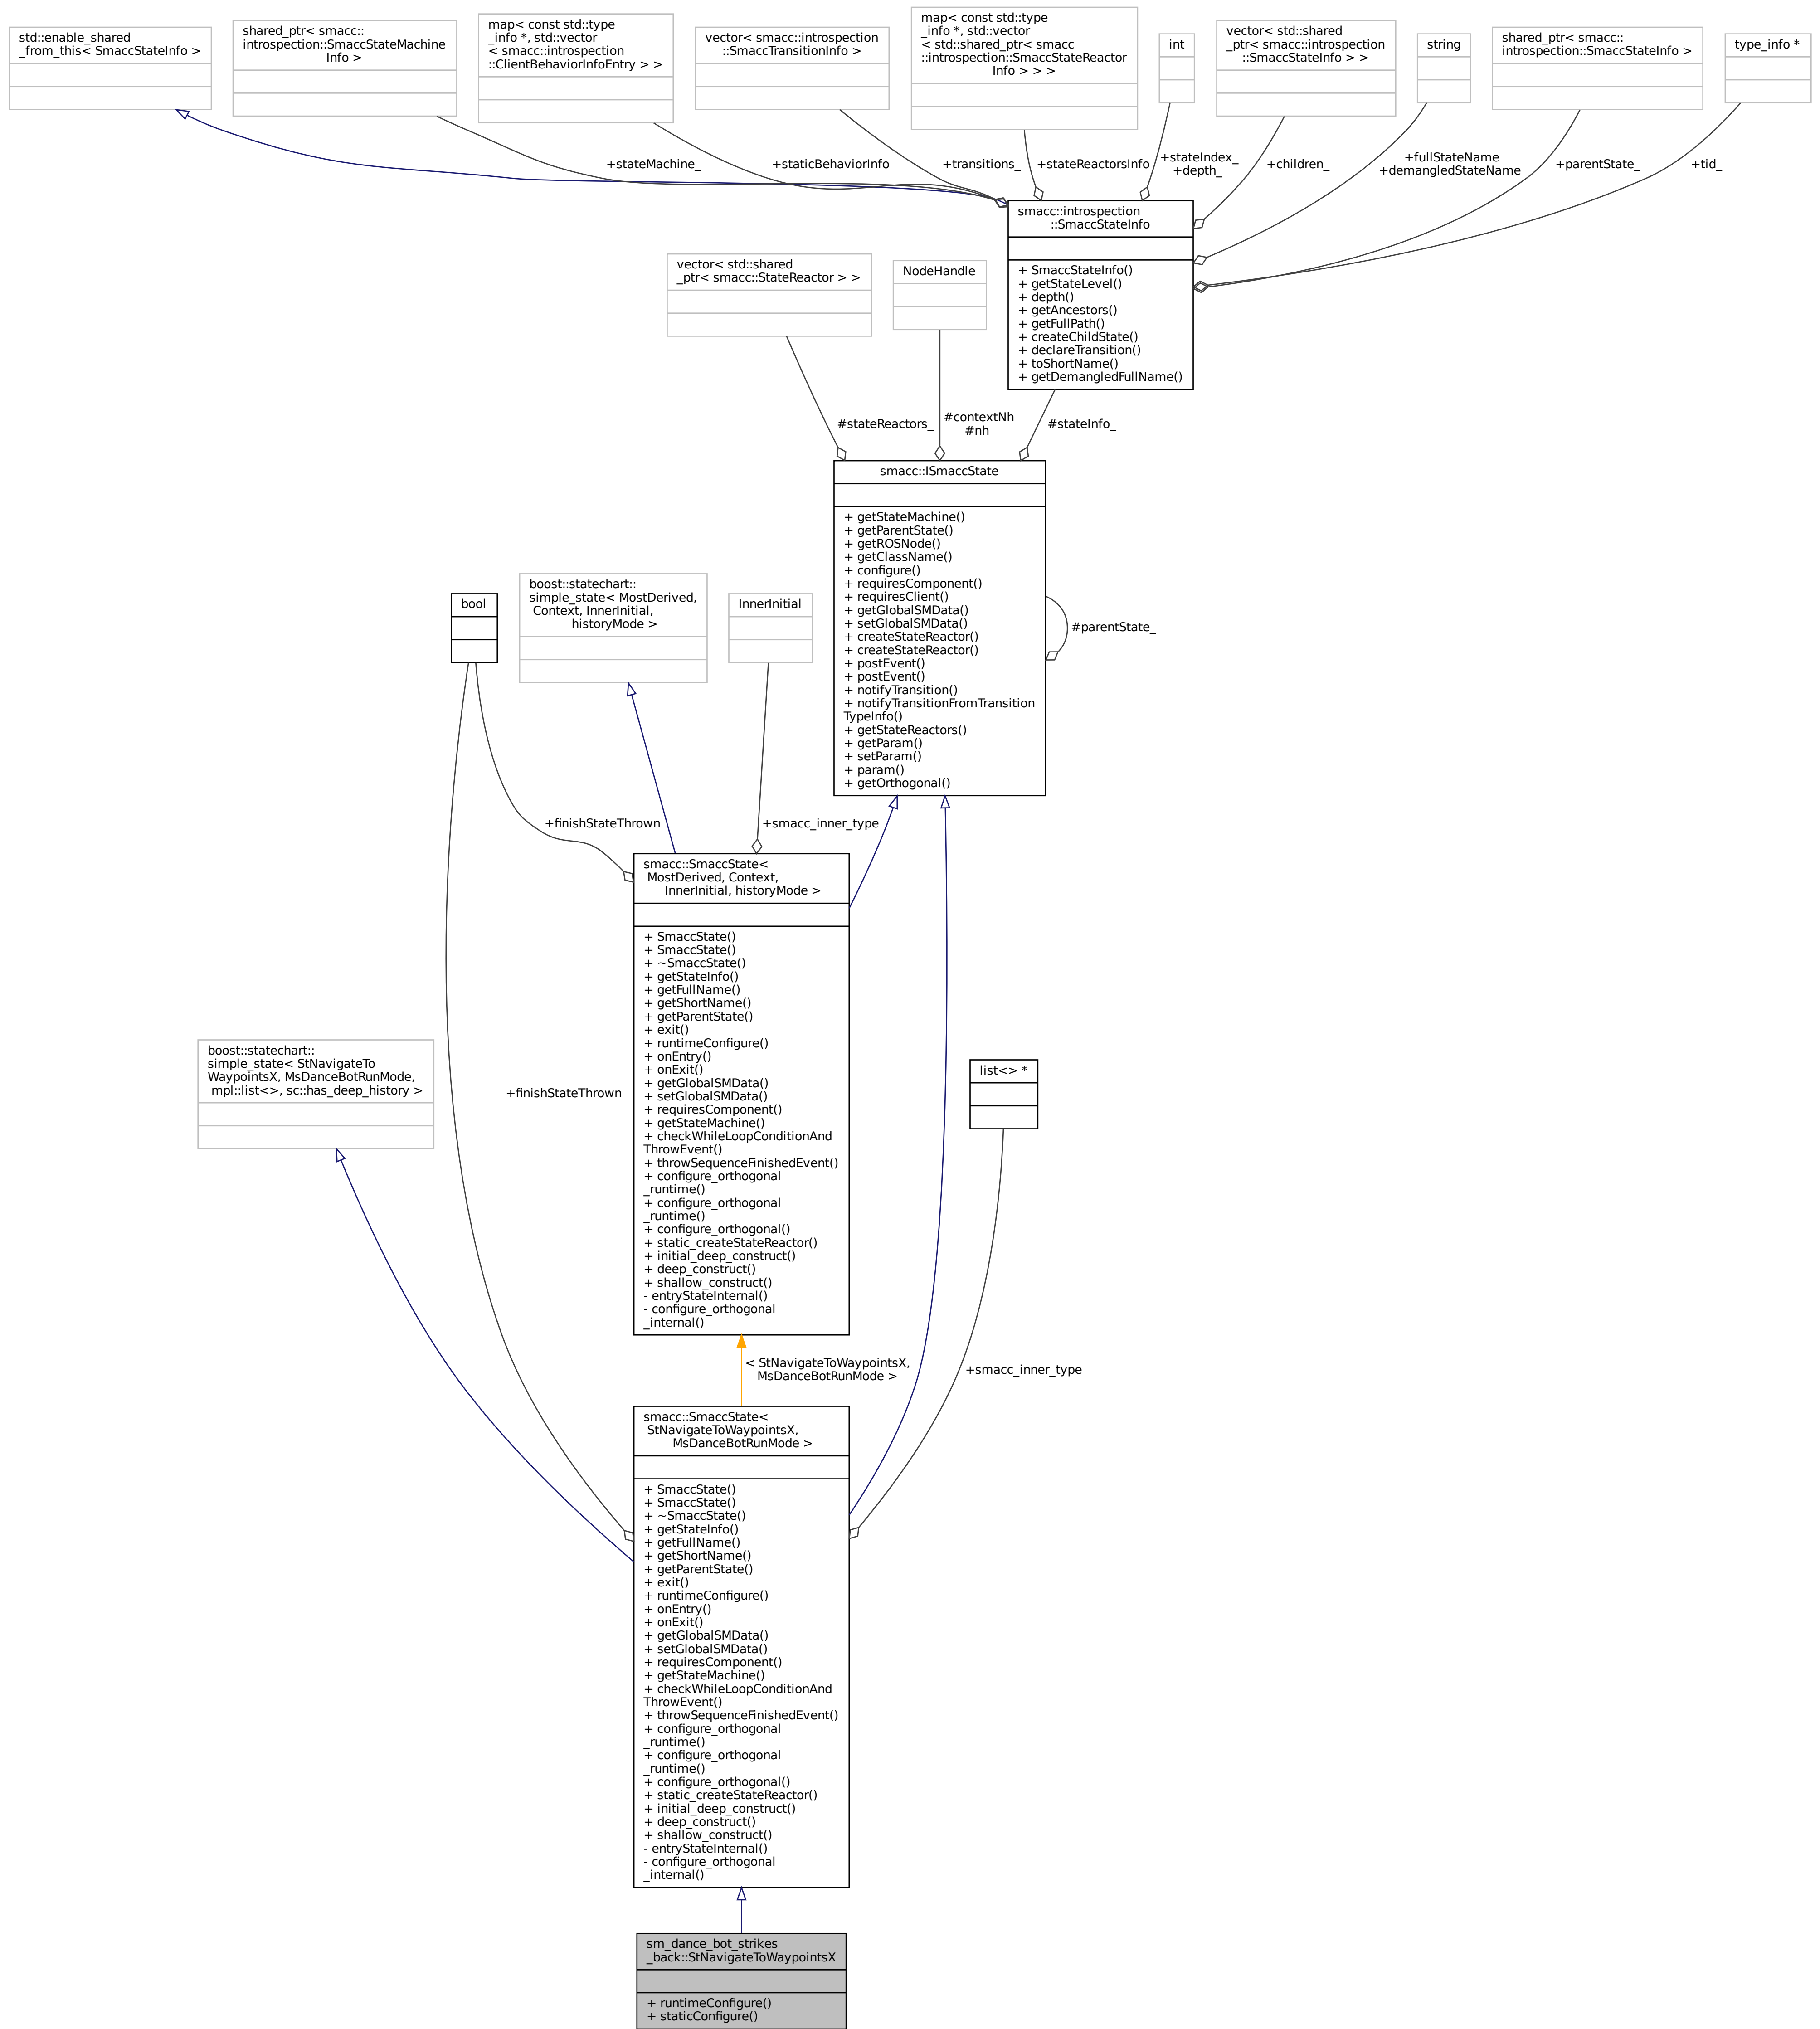 std::enable_shared
_from_this< SmaccStateInfo >
shared_ptr< smacc::
introspection::SmaccStateMachine
Info >
map< const std::type
_info *, std::vector
< smacc::introspection
::ClientBehaviorInfoEntry > >
vector< smacc::introspection
::SmaccTransitionInfo >
map< const std::type
_info *, std::vector
< std::shared_ptr< smacc
::introspection::SmaccStateReactor
Info > > >
int
vector< std::shared
_ptr< smacc::introspection
::SmaccStateInfo > >
string
shared_ptr< smacc::
introspection::SmaccStateInfo >
type_info *
+stateMachine_
+staticBehaviorInfo
+transitions_
+stateReactorsInfo
+stateIndex_
+depth_
+children_
+fullStateName
+demangledStateName
+parentState_
+tid_
smacc::introspection
::SmaccStateInfo
+ SmaccStateInfo()
+ getStateLevel()
+ depth()
+ getAncestors()
+ getFullPath()
+ createChildState()
+ declareTransition()
+ toShortName()
+ getDemangledFullName()
vector< std::shared
_ptr< smacc::StateReactor > >
NodeHandle
#stateReactors_
#contextNh
#nh
#stateInfo_
smacc::ISmaccState
+ getStateMachine()
+ getParentState()
+ getROSNode()
+ getClassName()
+ configure()
+ requiresComponent()
+ requiresClient()
+ getGlobalSMData()
+ setGlobalSMData()
+ createStateReactor()
+ createStateReactor()
+ postEvent()
+ postEvent()
+ notifyTransition()
+ notifyTransitionFromTransition
TypeInfo()
+ getStateReactors()
+ getParam()
+ setParam()
+ param()
+ getOrthogonal()
#parentState_
bool
boost::statechart::
simple_state< MostDerived,
Context, InnerInitial,
historyMode >
InnerInitial
+finishStateThrown
+smacc_inner_type
smacc::SmaccState<
MostDerived, Context,
InnerInitial, historyMode >
+ SmaccState()
+ SmaccState()
+ ~SmaccState()
+ getStateInfo()
+ getFullName()
+ getShortName()
+ getParentState()
+ exit()
+ runtimeConfigure()
+ onEntry()
+ onExit()
+ getGlobalSMData()
+ setGlobalSMData()
+ requiresComponent()
+ getStateMachine()
+ checkWhileLoopConditionAnd
ThrowEvent()
+ throwSequenceFinishedEvent()
+ configure_orthogonal
_runtime()
+ configure_orthogonal
_runtime()
+ configure_orthogonal()
+ static_createStateReactor()
+ initial_deep_construct()
+ deep_construct()
+ shallow_construct()
- entryStateInternal()
- configure_orthogonal
_internal()
boost::statechart::
simple_state< StNavigateTo
WaypointsX, MsDanceBotRunMode,
mpl::list<>, sc::has_deep_history >
+finishStateThrown
list<> *
< StNavigateToWaypointsX,
MsDanceBotRunMode >
+smacc_inner_type
smacc::SmaccState<
StNavigateToWaypointsX,
MsDanceBotRunMode >
+ SmaccState()
+ SmaccState()
+ ~SmaccState()
+ getStateInfo()
+ getFullName()
+ getShortName()
+ getParentState()
+ exit()
+ runtimeConfigure()
+ onEntry()
+ onExit()
+ getGlobalSMData()
+ setGlobalSMData()
+ requiresComponent()
+ getStateMachine()
+ checkWhileLoopConditionAnd
ThrowEvent()
+ throwSequenceFinishedEvent()
+ configure_orthogonal
_runtime()
+ configure_orthogonal
_runtime()
+ configure_orthogonal()
+ static_createStateReactor()
+ initial_deep_construct()
+ deep_construct()
+ shallow_construct()
- entryStateInternal()
- configure_orthogonal
_internal()
sm_dance_bot_strikes
_back::StNavigateToWaypointsX
+ runtimeConfigure()
+ staticConfigure()